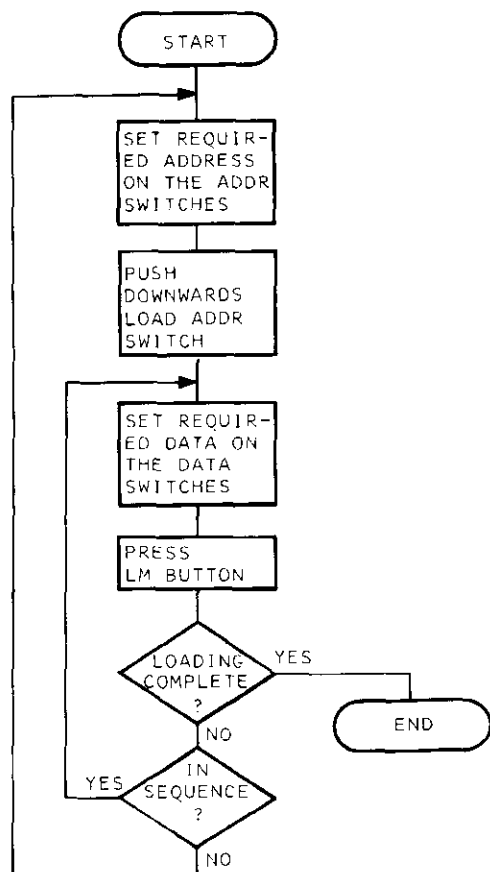 START
SET REQUIR-
ED ADDRESS
ON THE ADDR
SWITCHES
PUSH
DOWNWARDS
LOAD ADDR
SWITCH
SET REQUIR-
ED DATA ON
THE DATA
SWITCHES
PRESS
LM BUTTON
LOADING
COMPLETE
?
YES
END
NO
IN
SEQUENCE
?
YES
NO